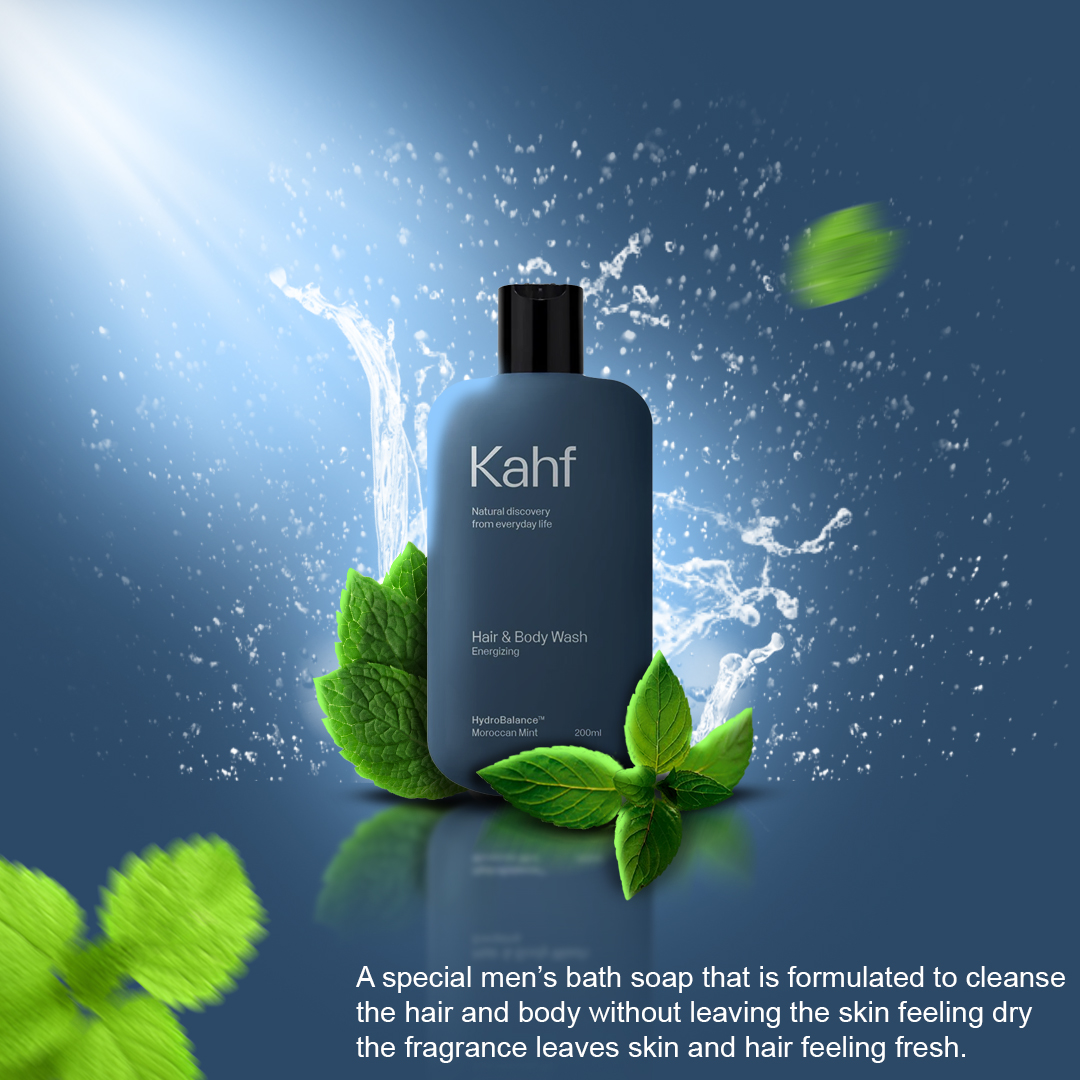 Kahf
Natural discovery
from everyday life
Hair & Body Wash
Energizing
HydroBalance™
Moroccan Mint 200ml
A special men’s bath soap that is formulated to cleanse
the hair and body without leaving the skin feeling dry
the fragrance leaves skin and hair feeling fresh.